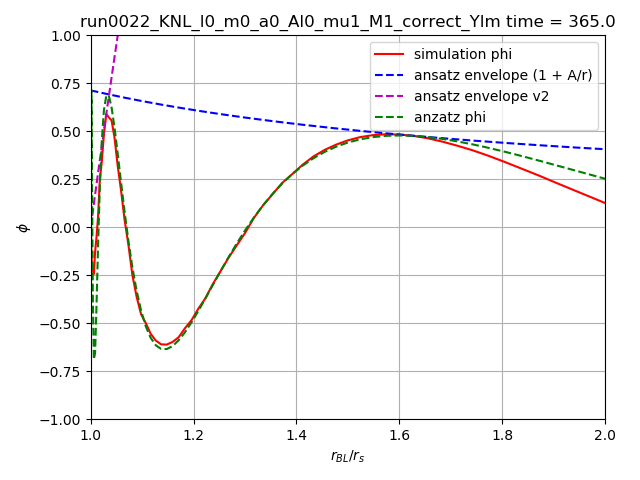 run0022_KNL_l0_m0_a0_Al0_mu1_M1_correct_Ylm time = 365.0
simulation phi
ansatz envelope (1 + A/r)
ansatz envelope v2
anzatz phi
1.00
0.75
0.50
0.25
0.00
−0.25
−0.50
−0.75
−1.00
ϕ
1.0 1.2 1.4 1.6 1.8 2.0
r_{BL}/r_s